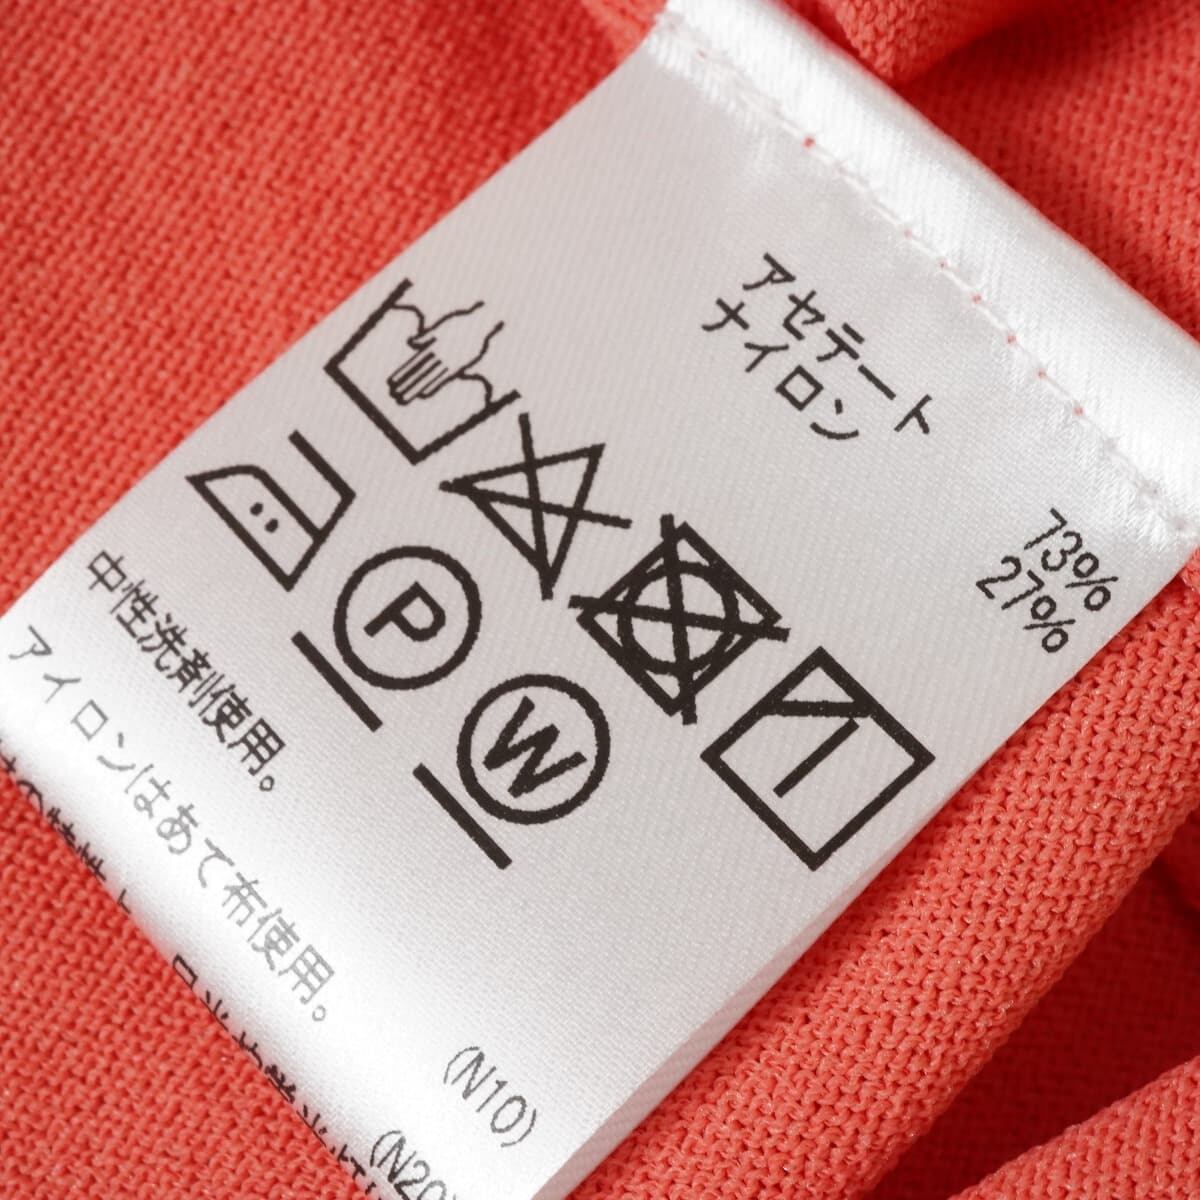 アセテート 73%
ナイロン 27%
P
W
中性洗剤使用。
アイロンはあて布使用。
(N10)
(N20)